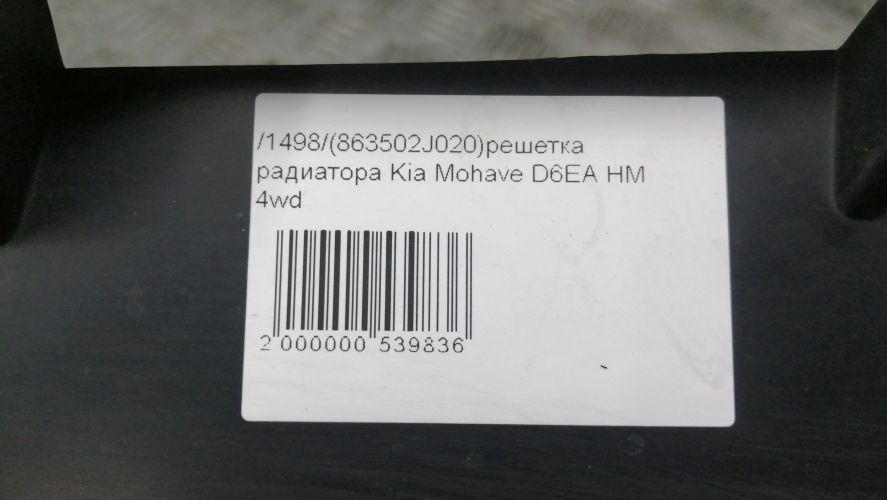 /1498/(863502J020)решетка
радиатора Kia Mohave D6EA HM
4wd
2 000000 539836